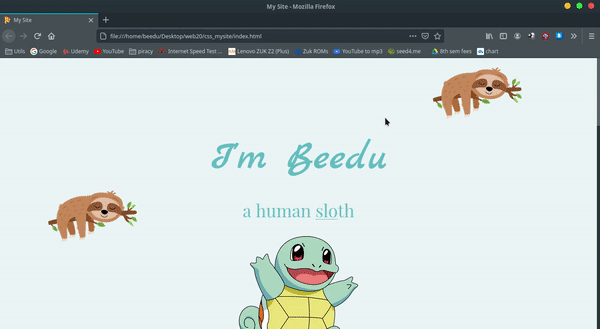 My Site - Mozilla Firefox
My Site
file:///home/beedu/Desktop/web20/css_mysite/index.html
Utils Google Udemy YouTube piracy Internet Speed Test ... Lenovo ZUK Z2 (Plus) Zuk ROMs YouTube to mp3 seed4.me 8th sem fees chart
I'm Beedu
a human sloth